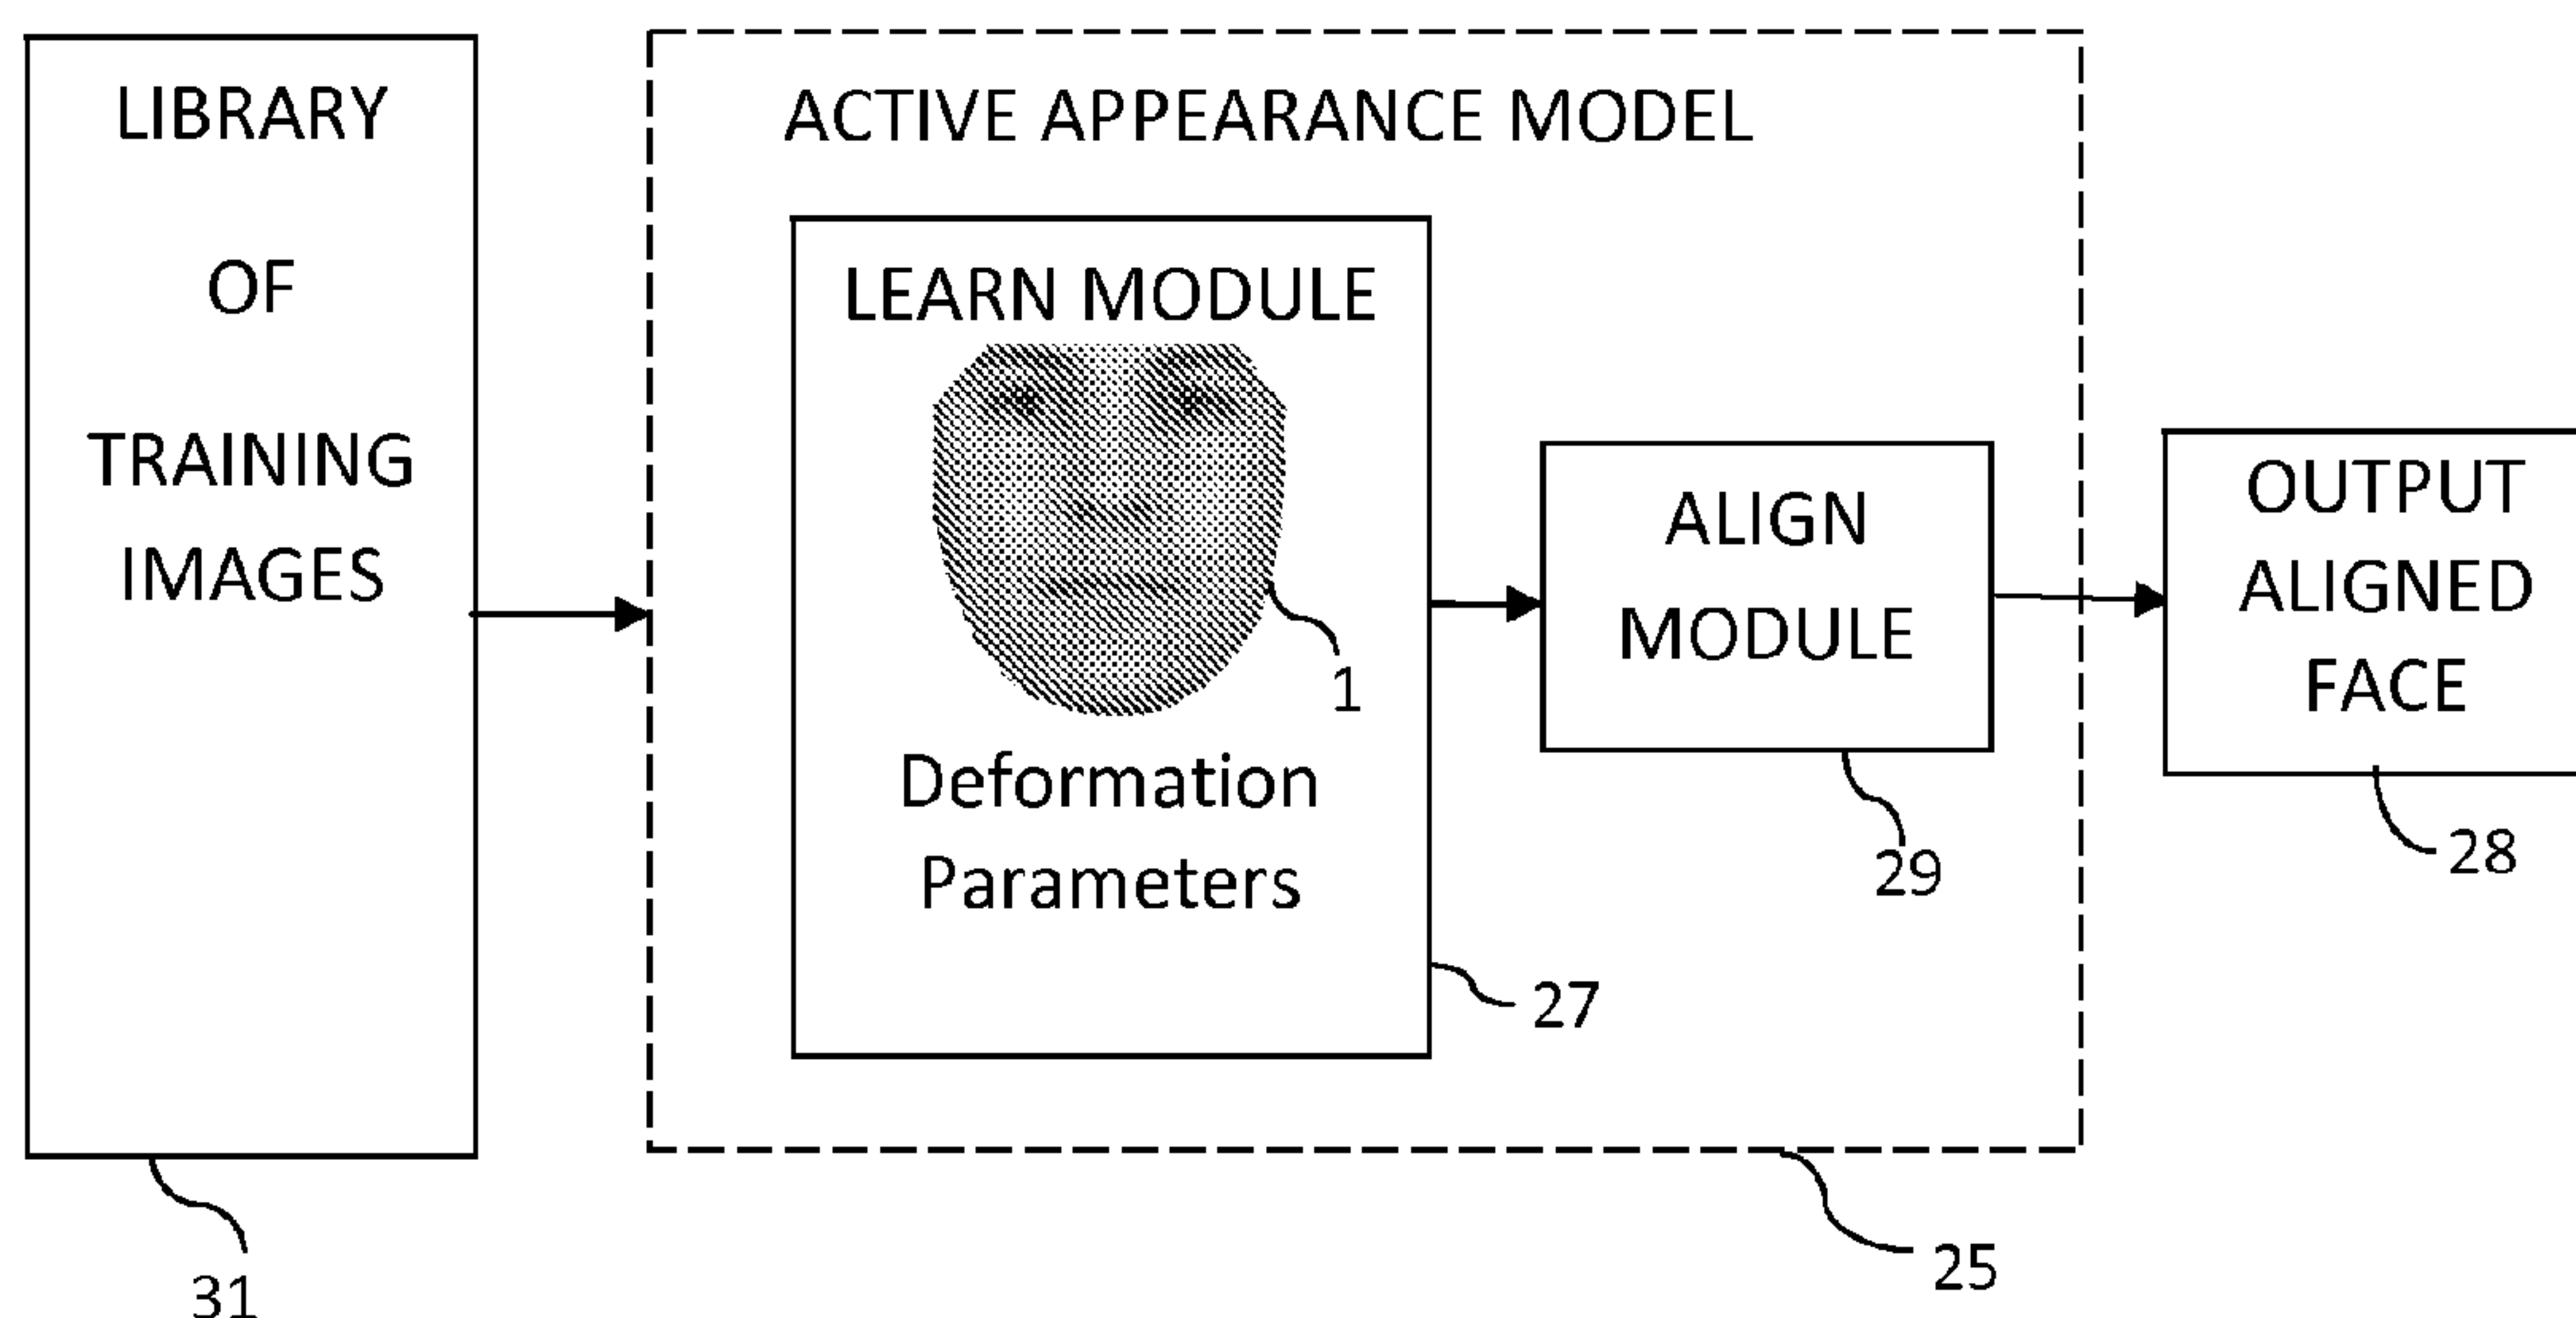 LIBRARY
OF
TRAINING
IMAGES
31
ACTIVE APPEARANCE MODEL
LEARN MODULE
1
Deformation
Parameters
27
ALIGN
MODULE
29
25
OUTPUT
ALIGNED
FACE
28